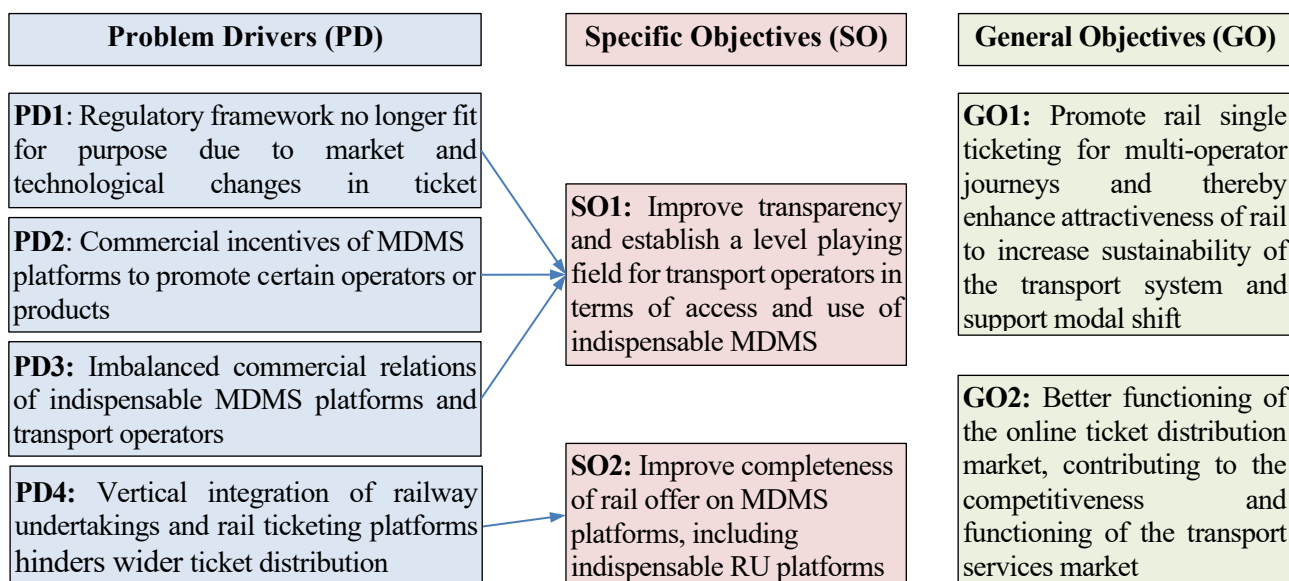 Problem Drivers (PD)
Specific Objectives (SO)
General Objectives (GO)
PD1: Regulatory framework no longer fit
for purpose due to market and
technological changes in ticket
PD2: Commercial incentives of MDMS
platforms to promote certain operators or
products
PD3: Imbalanced commercial relations
of indispensable MDMS platforms and
transport operators
PD4: Vertical integration of railway
undertakings and rail ticketing platforms
hinders wider ticket distribution
SO1: Improve transparency
and establish a level playing
field for transport operators in
terms of access and use of
indispensable MDMS
SO2: Improve completeness
of rail offer on MDMS
platforms, including
indispensable RU platforms
GO1: Promote rail single
ticketing for multi-operator
journeys and thereby
enhance attractiveness of rail
to increase sustainability of
the transport system and
support modal shift
GO2: Better functioning of
the online ticket distribution
market, contributing to the
competitiveness and
functioning of the transport
services market